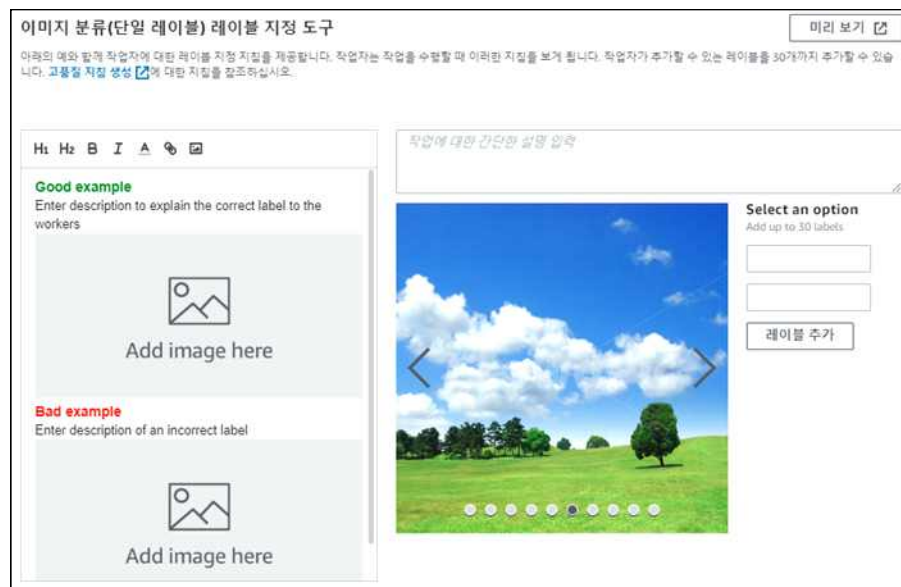 이미지 분류(단일 레이블) 레이블 지정 도구
미리 보기
아래의 예와 함께 작업자에 대한 레이블 지정 지침을 제공합니다. 작업자는 작업을 수행할 때 이러한 지침을 보게 됩니다. 작업자가 추가할 수 있는 레이블을 30개까지 추가할 수 있습
니다. 고품질 지침 생성에 대한 지침을 참조하십시오.
H1 H2 B I A
작업에 대한 간단한 설명 입력
Good example
Enter description to explain the correct label to the
workers
Add image here
Bad example
Enter description of an incorrect label
Add image here
Select an option
Add up to 30 labels
레이블 추가